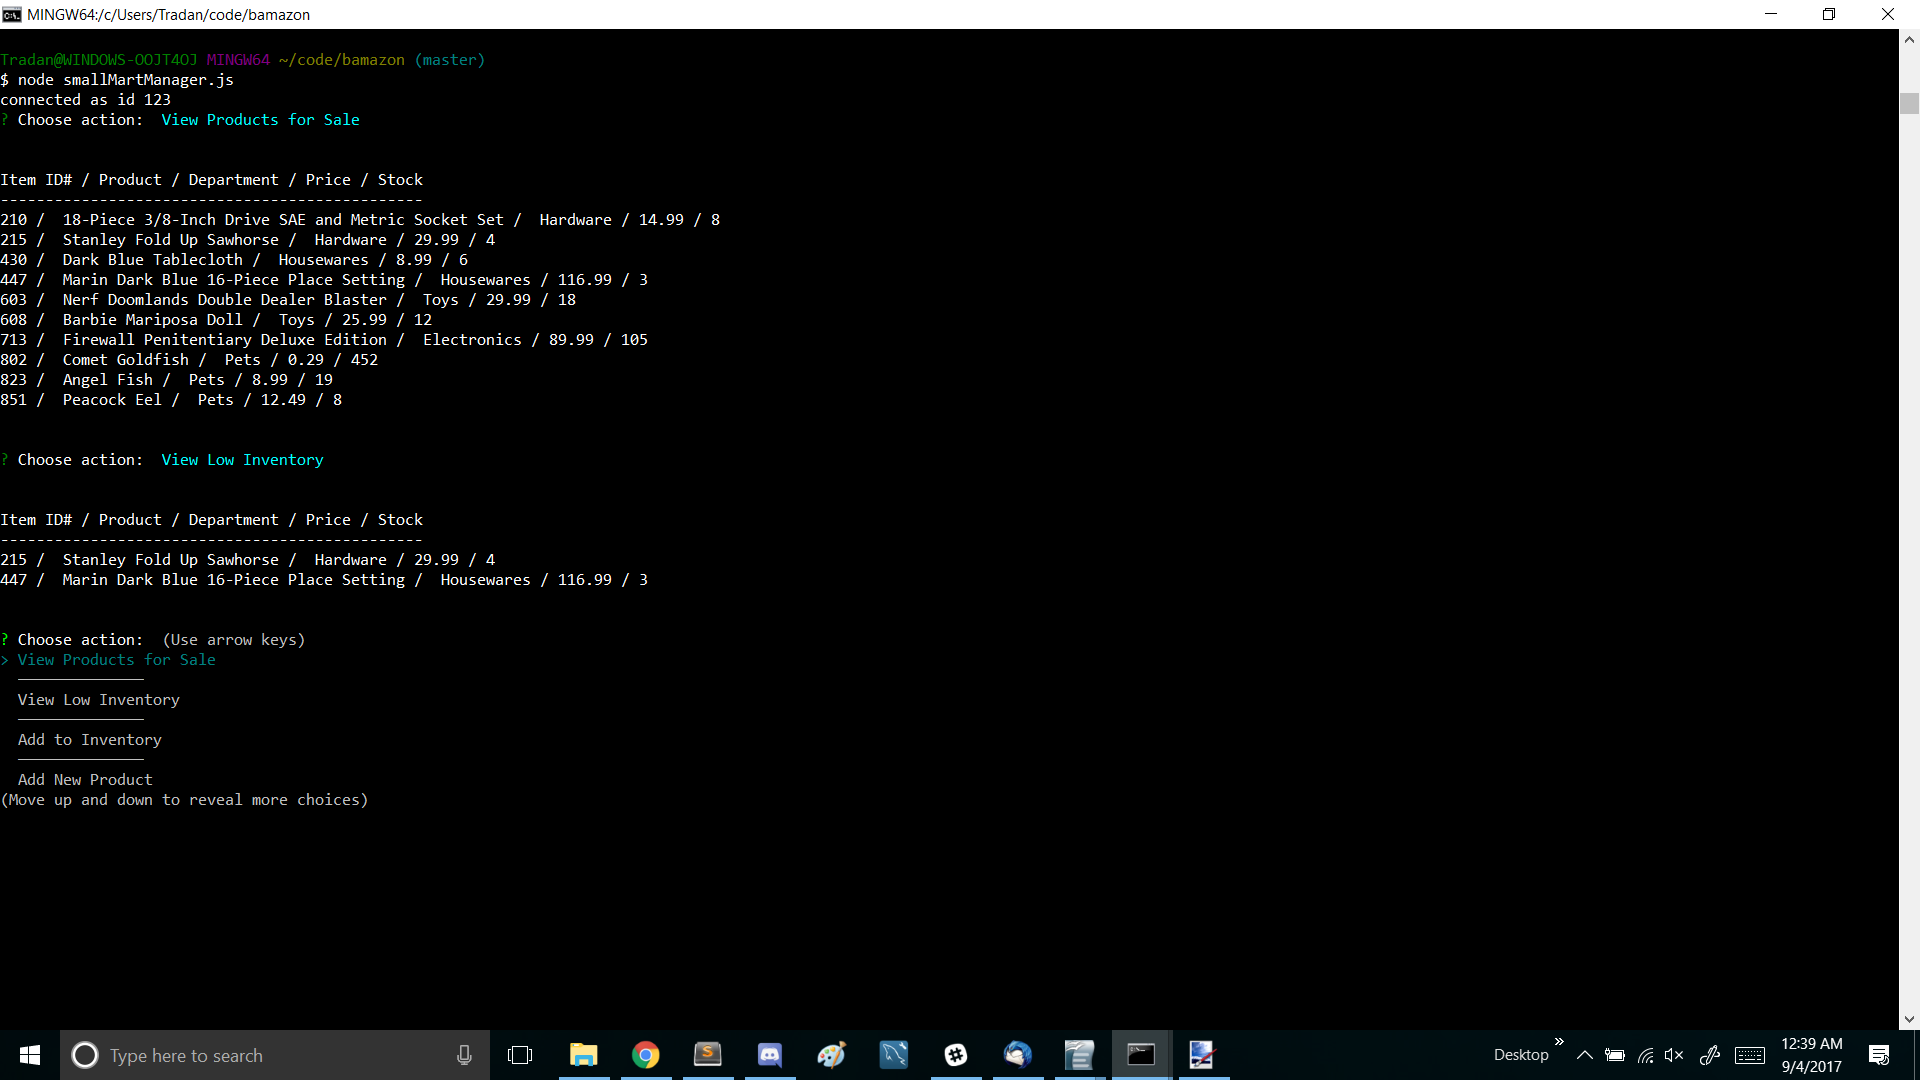 MINGW64:/c/Users/Tradan/code/bamazon
Tradan@WINDOWS-OOJT4OJ MINGW64 ~/code/bamazon (master)
$ node smallMartManager.js
connected as id 123
? Choose action:  View Products for Sale
Item ID# / Product / Department / Price / Stock
-----------------------------------------------
210 /  18-Piece 3/8-Inch Drive SAE and Metric Socket Set /  Hardware / 14.99 / 8
215 /  Stanley Fold Up Sawhorse /  Hardware / 29.99 / 4
430 /  Dark Blue Tablecloth /  Housewares / 8.99 / 6
447 /  Marin Dark Blue 16-Piece Place Setting /  Housewares / 116.99 / 3
603 /  Nerf Doomlands Double Dealer Blaster /  Toys / 29.99 / 18
608 /  Barbie Mariposa Doll /  Toys / 25.99 / 12
713 /  Firewall Penitentiary Deluxe Edition /  Electronics / 89.99 / 105
802 /  Comet Goldfish /  Pets / 0.29 / 452
823 /  Angel Fish /  Pets / 8.99 / 19
851 /  Peacock Eel /  Pets / 12.49 / 8
? Choose action:  View Low Inventory
Item ID# / Product / Department / Price / Stock
-----------------------------------------------
215 /  Stanley Fold Up Sawhorse /  Hardware / 29.99 / 4
447 /  Marin Dark Blue 16-Piece Place Setting /  Housewares / 116.99 / 3
? Choose action:  (Use arrow keys)
> View Products for Sale
──────────────
View Low Inventory
──────────────
Add to Inventory
──────────────
Add New Product
(Move up and down to reveal more choices)
Type here to search
Desktop
12:39 AM
9/4/2017